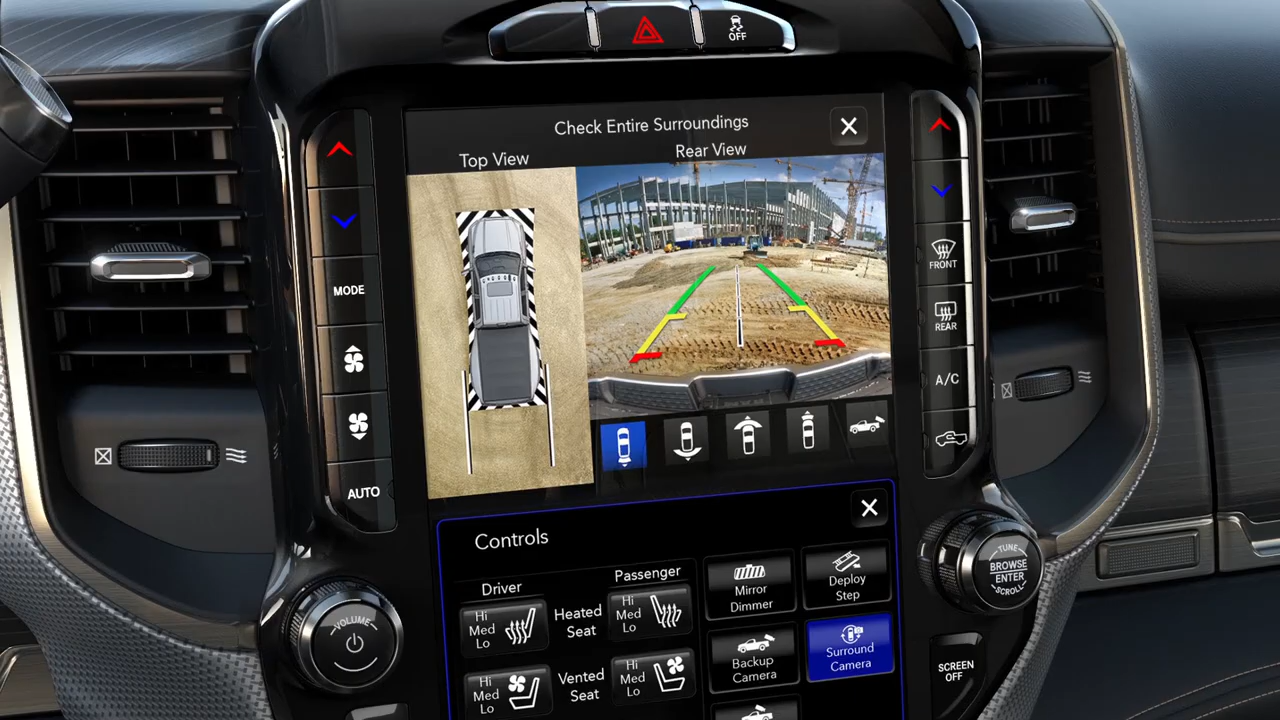 OFF
Check Entire Surroundings
Top View
Rear View
MODE
AUTO
FRONT
REAR
A/C
Controls
Driver
Passenger
Hi
Med
Lo
Heated
Seat
Hi
Med
Lo
Mirror
Dimmer
Deploy
Step
Hi
Med
Lo
Vented
Seat
Hi
Med
Lo
Backup
Camera
Surround
Camera
VOLUME
TUNE
BROWSE
ENTER
SCROLL
SCREEN
OFF